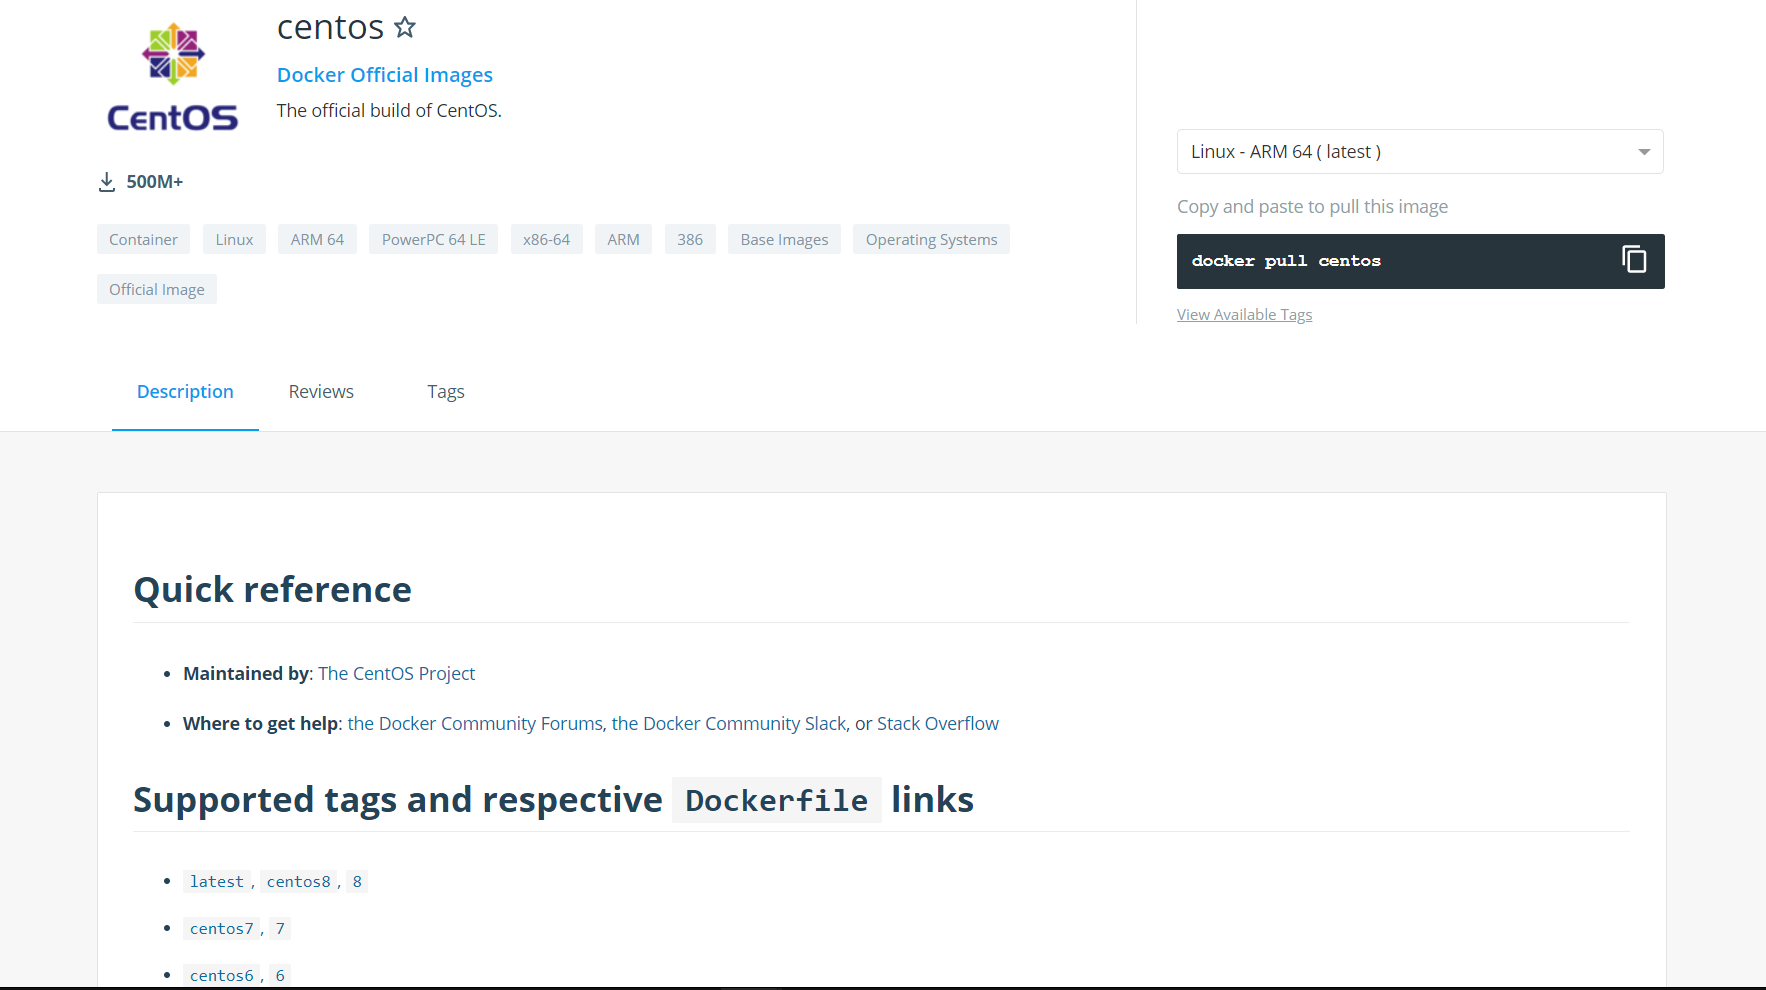 centos
Docker Official Images
The official build of CentOS.
CentOS
500M+
Container Linux ARM 64 PowerPC 64 LE x86-64 ARM 386 Base Images Operating Systems
Official Image
Linux - ARM 64 ( latest )
Copy and paste to pull this image
docker pull centos
View Available Tags
Description Reviews Tags
Quick reference
• Maintained by: The CentOS Project
• Where to get help: the Docker Community Forums, the Docker Community Slack, or Stack Overflow
Supported tags and respective Dockerfile links
• latest, centos8, 8
• centos7, 7
• centos6, 6